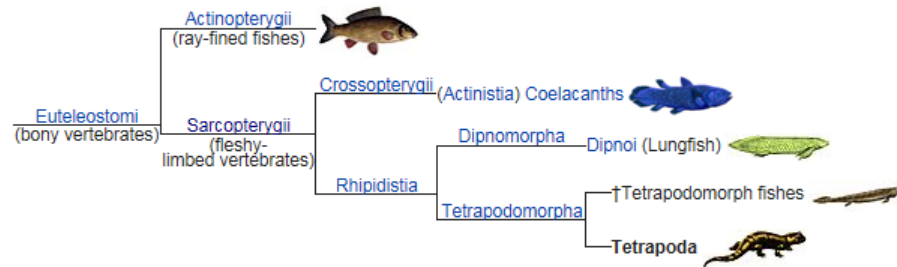 Actinopterygii
(ray-fined fishes)
Crossopterygii
(Actinistia) Coelacanths
Euteleostomi
(bony vertebrates)
Sarcopterygii
(fleshy-
limbed vertebrates)
Dipnomorpha
Dipnoi (Lungfish)
Rhipidistia
†Tetrapodomorph fishes
Tetrapodomorpha
Tetrapoda